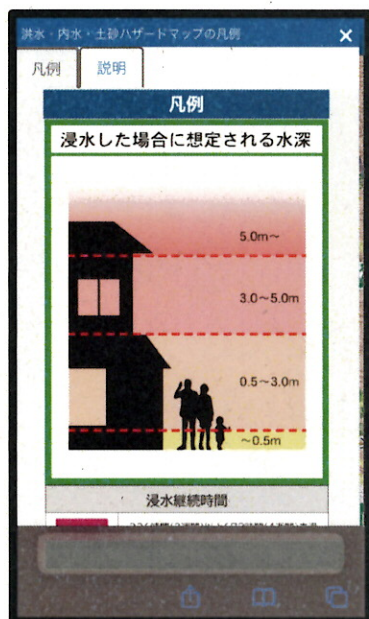 洪水・内水・土砂ハザードマップの凡例 ×
凡例 説明
凡例
浸水した場合に想定される水深
5.0m～
3.0～5.0m
0.5～3.0m
～0.5m
浸水継続時間